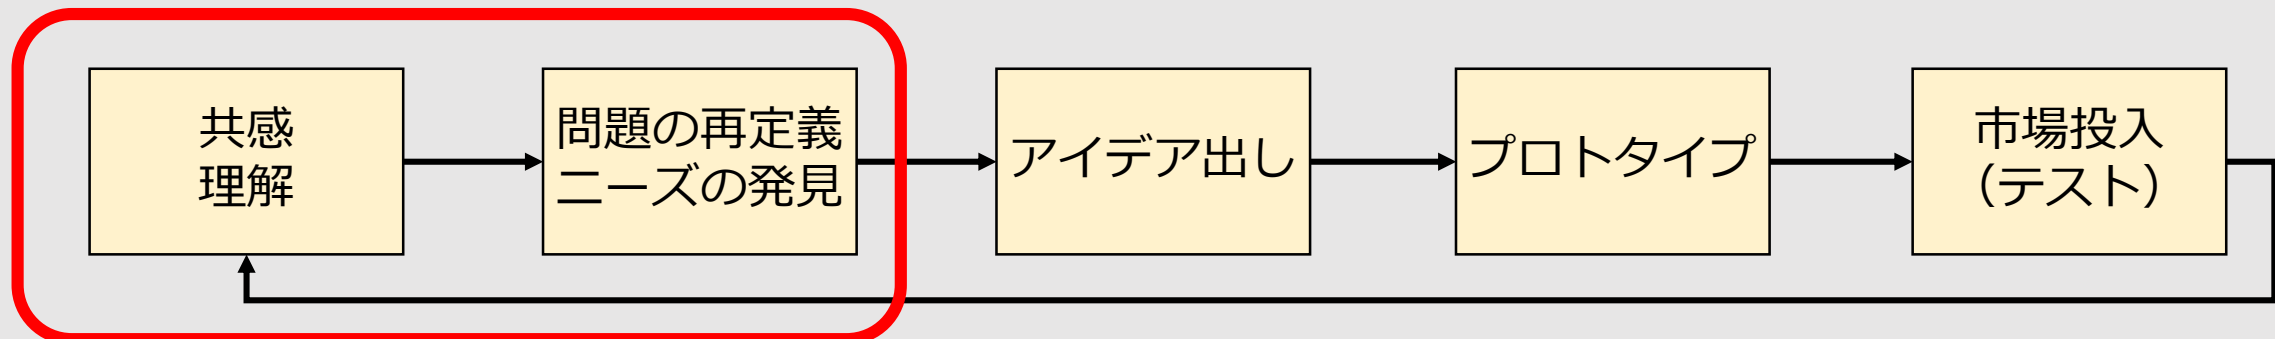 共感
理解
問題の再定義
ニーズの発見
アイデア出し
プロトタイプ
市場投入
（テスト）